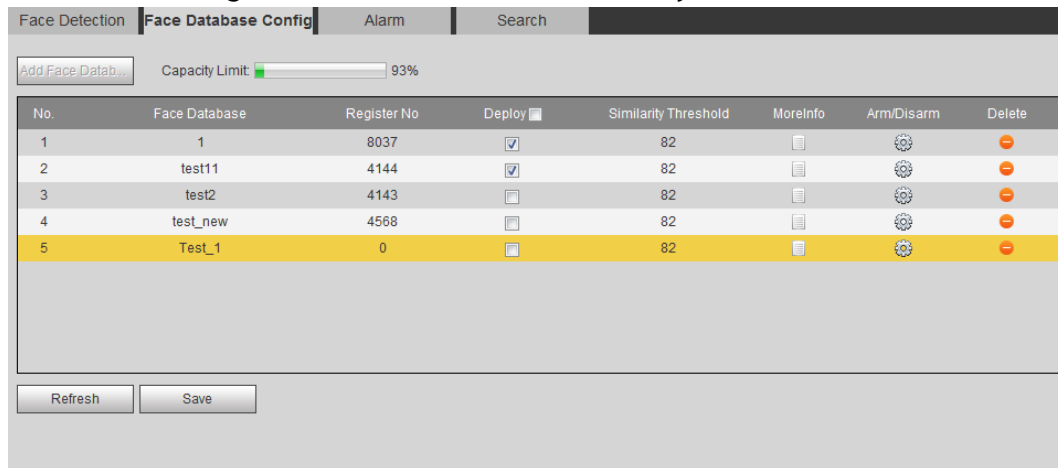 Face Detection Face Database Config Alarm Search
Add Face Datab... Capacity Limit: 93%
No. Face Database Register No Deploy Similarity Threshold MoreInfo Arm/Disarm Delete
1 1 8037 82
2 test11 4144 82
3 test2 4143 82
4 test_new 4568 82
5 Test_1 0 82
Refresh Save